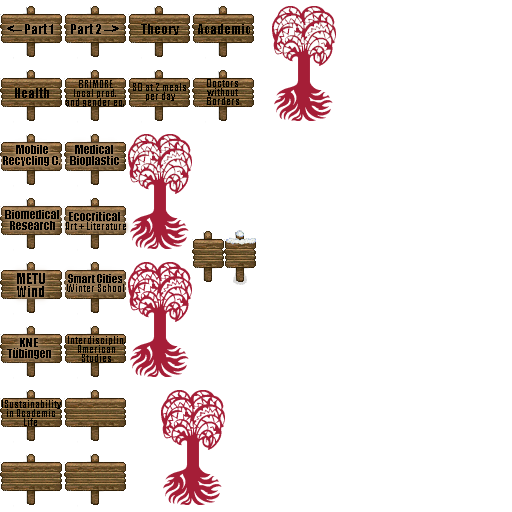 <-- Part 1
Part 2 -->
Theory
Academic
Health
local prod.
and gender eq.
80 at 2 meals
per day
Doctors
without
Borders
Mobile
Recycling C.
Medical
Bioplastic
Biomedical
Research
Ecocritical
Art + Literature
METU
Wind
Smart Cities
Winter School
KNE
Tübingen
Interdisciplin
American
Studies
Sustainability
in Academic
Life